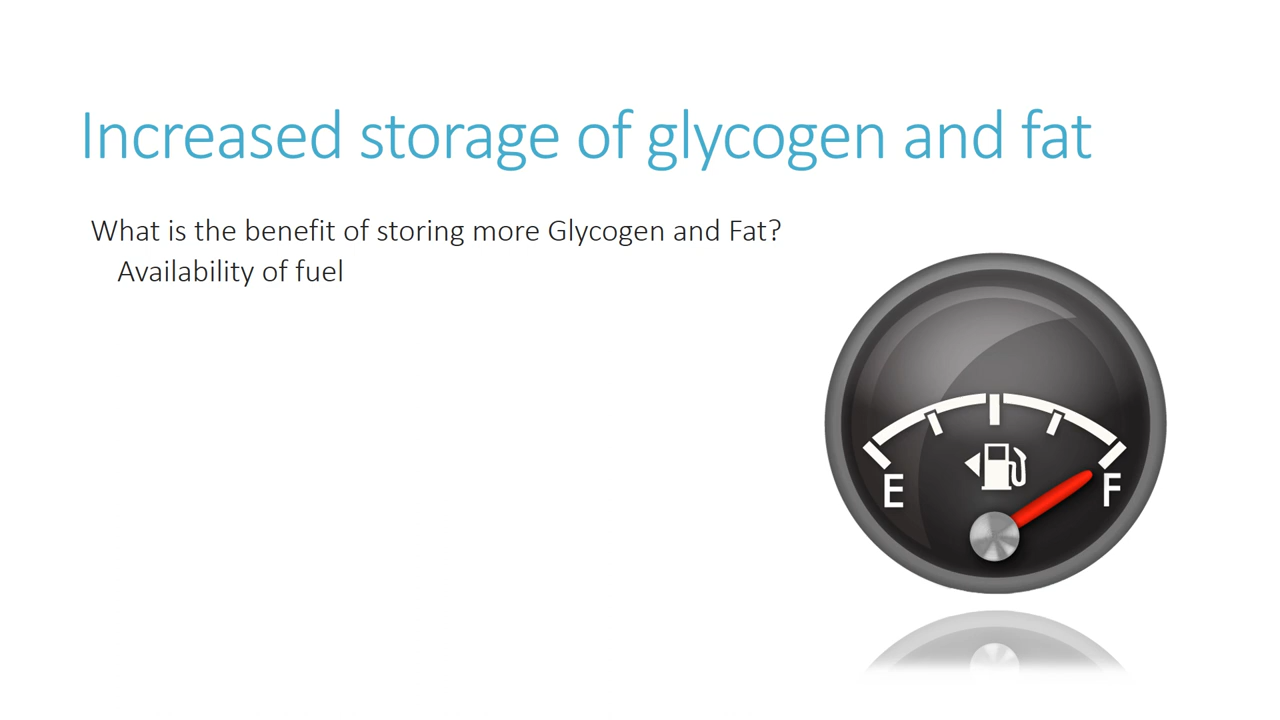 Increased storage of glycogen and fat
What is the benefit of storing more Glycogen and Fat?
Availability of fuel
E
F